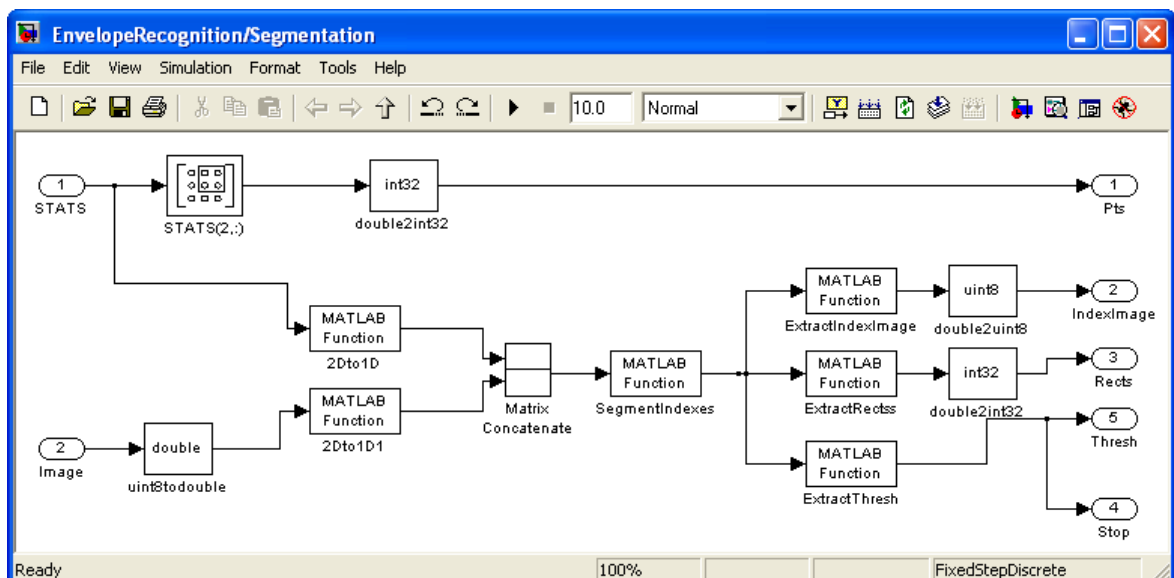 EnvelopeRecognition/Segmentation
File Edit View Simulation Format Tools Help
10.0 Normal
1
STATS
STATS(2,:)
int32
double2int32
1
Pts
MATLAB
Function
2Dto1D
MATLAB
Function
2Dto1D1
2
Image
double
uint8todouble
Matrix
Concatenate
MATLAB
Function
SegmentIndexes
MATLAB
Function
ExtractIndexImage
uint8
double2uint8
2
IndexImage
MATLAB
Function
ExtractRectss
int32
double2int32
3
Rects
MATLAB
Function
ExtractThresh
5
Thresh
4
Stop
Ready 100% FixedStepDiscrete